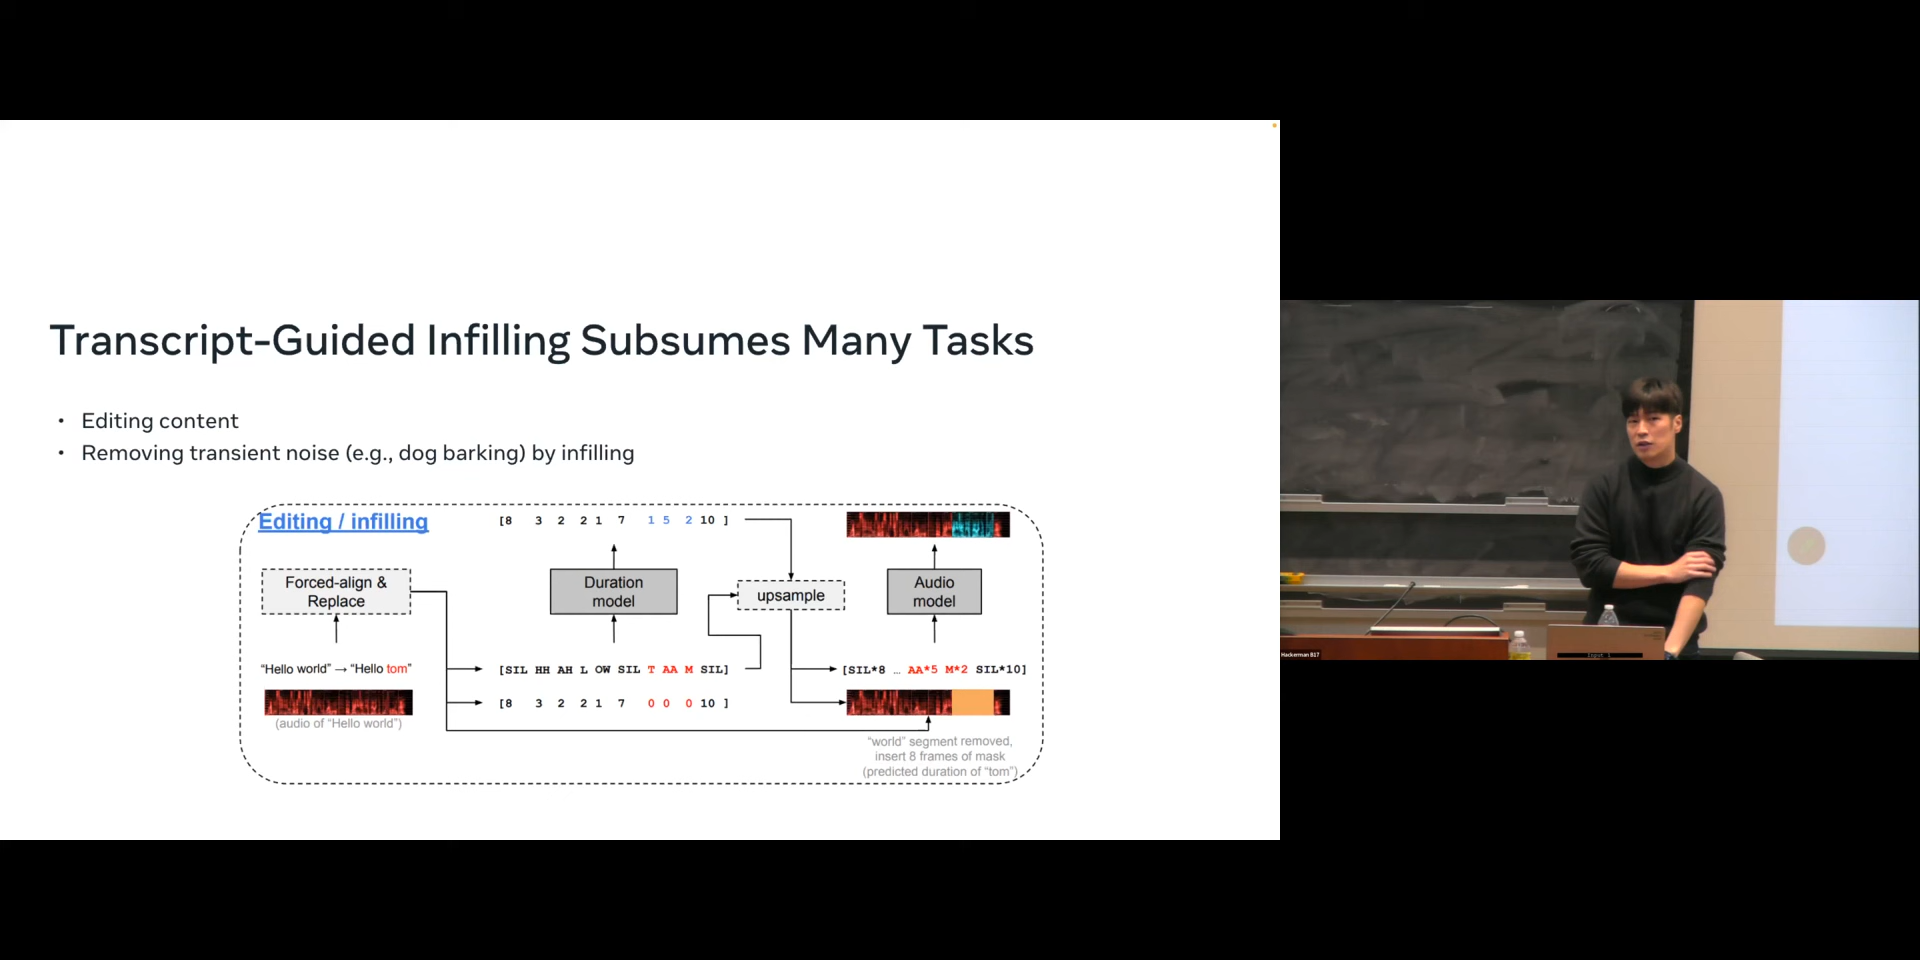 Transcript-Guided Infilling Subsumes Many Tasks
• Editing content
• Removing transient noise (e.g., dog barking) by infilling
Editing / infilling
[8 3 2 2 1 7 1 5 2 10 ]
Forced-align &
Replace
Duration
model
upsample
Audio
model
“Hello world” → “Hello tom”
[SIL HH AH L OW SIL T AA M SIL]
[SIL*8 … AA*5 M*2 SIL*10]
(audio of “Hello world”)
[8 3 2 2 1 7 0 0 0 10 ]
“world” segment removed,
insert 8 frames of mask
(predicted duration of “tom”)
Hackerman B17
Input 1